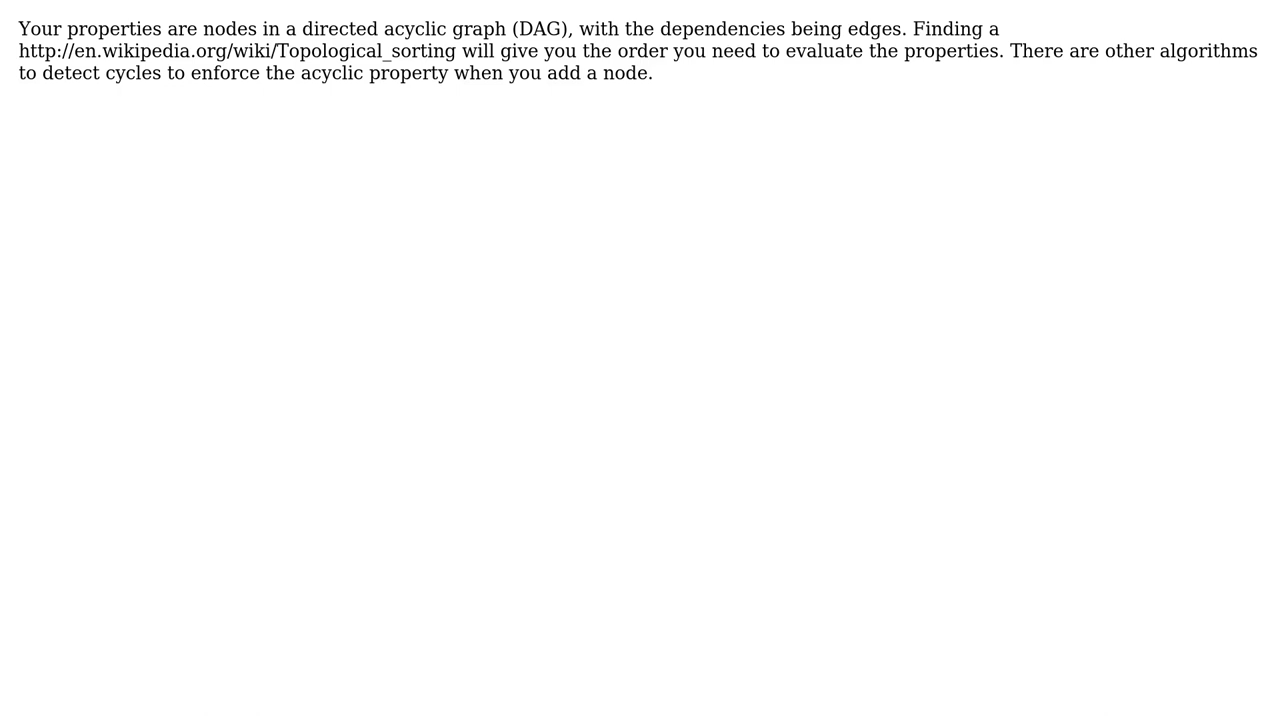 Your properties are nodes in a directed acyclic graph (DAG), with the dependencies being edges. Finding a
http://en.wikipedia.org/wiki/Topological_sorting will give you the order you need to evaluate the properties. There are other algorithms
to detect cycles to enforce the acyclic property when you add a node.